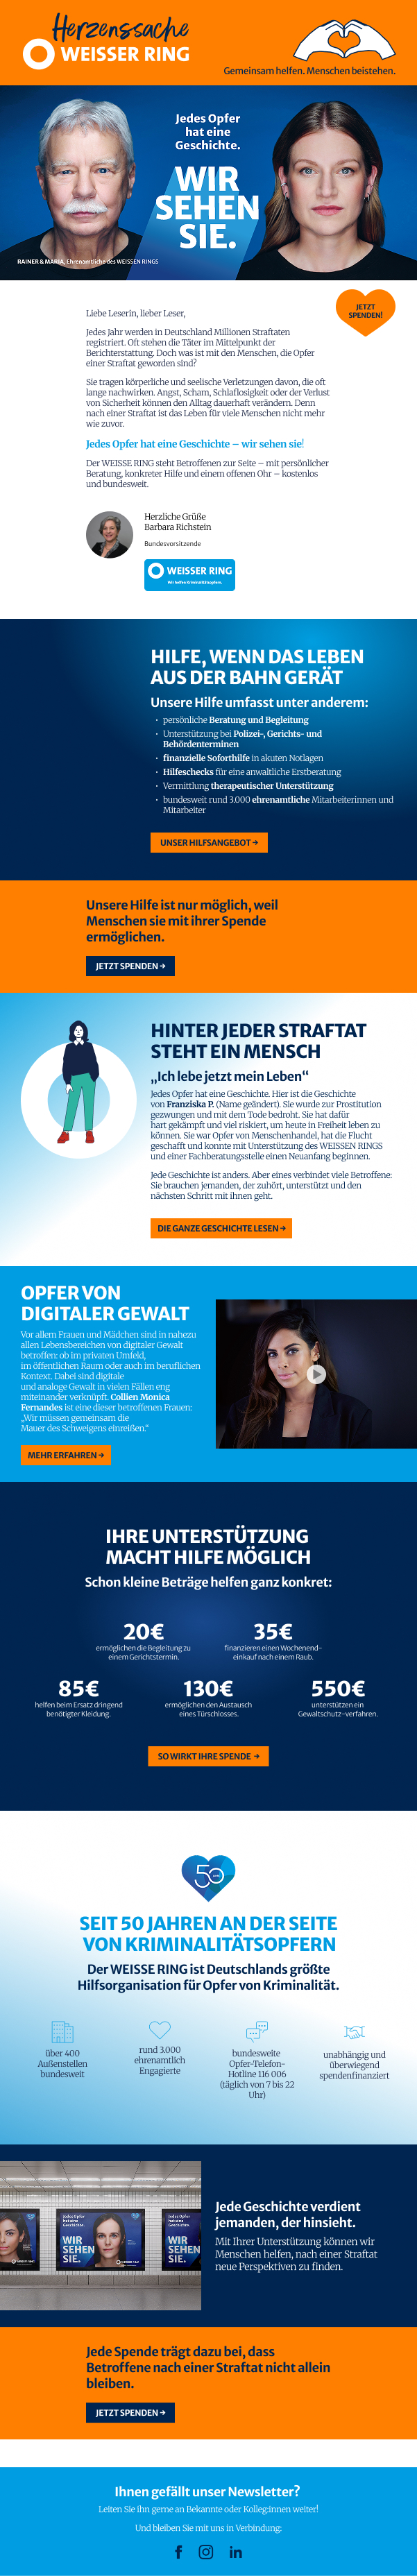 Herzenssache
WEISSER RING
Gemeinsam helfen. Menschen beistehen.
Jedes Opfer
hat eine
Geschichte.
WIR
SEHEN
SIE.
RAINER & MARIA, Ehrenamtliche des WEISSEN RINGS
JETZT
SPENDEN!
Liebe Leserin, lieber Leser,
Jedes Jahr werden in Deutschland Millionen Straftaten
registriert. Oft stehen die Täter im Mittelpunkt der
Berichterstattung. Doch was ist mit den Menschen, die Opfer
einer Straftat geworden sind?
Sie tragen körperliche und seelische Verletzungen davon, die oft
lange nachwirken. Angst, Scham, Schlaflosigkeit oder der Verlust
von Sicherheit können den Alltag dauerhaft verändern. Denn
nach einer Straftat ist das Leben für viele Menschen nicht mehr
wie zuvor.
Jedes Opfer hat eine Geschichte – wir sehen sie!
Der WEISSE RING steht Betroffenen zur Seite – mit persönlicher
Beratung, konkreter Hilfe und einem offenen Ohr – kostenlos
und bundesweit.
Herzliche Grüße
Barbara Richstein
Bundesvorsitzende
WEISSER RING
Wir helfen Kriminalitätsopfern.
HILFE, WENN DAS LEBEN
AUS DER BAHN GERÄT
Unsere Hilfe umfasst unter anderem:
• persönliche Beratung und Begleitung
• Unterstützung bei Polizei-, Gerichts- und
Behördenterminen
• finanzielle Soforthilfe in akuten Notlagen
• Hilfeschecks für eine anwaltliche Erstberatung
• Vermittlung therapeutischer Unterstützung
• bundesweit rund 3.000 ehrenamtliche Mitarbeiterinnen und
Mitarbeiter
UNSER HILFSANGEBOT →
Unsere Hilfe ist nur möglich, weil
Menschen sie mit ihrer Spende
ermöglichen.
JETZT SPENDEN →
HINTER JEDER STRAFTAT
STEHT EIN MENSCH
„Ich lebe jetzt mein Leben“
Jedes Opfer hat eine Geschichte. Hier ist die Geschichte
von Franziska P. (Name geändert). Sie wurde zur Prostitution
gezwungen und mit dem Tode bedroht. Sie hat dafür
hart gekämpft und viel riskiert, um heute in Freiheit leben zu
können. Sie war Opfer von Menschenhandel, hat die Flucht
geschafft und konnte mit Unterstützung des WEISSEN RINGS
und einer Fachberatungsstelle einen Neuanfang beginnen.
Jede Geschichte ist anders. Aber eines verbindet viele Betroffene:
Sie brauchen jemanden, der zuhört, unterstützt und den
nächsten Schritt mit ihnen geht.
DIE GANZE GESCHICHTE LESEN →
OPFER VON
DIGITALER GEWALT
Vor allem Frauen und Mädchen sind in nahezu
allen Lebensbereichen von digitaler Gewalt
betroffen: ob im privaten Umfeld,
im öffentlichen Raum oder auch im beruflichen
Kontext. Dabei sind digitale
und analoge Gewalt in vielen Fällen eng
miteinander verknüpft. Collien Monica
Fernandes ist eine dieser betroffenen Frauen:
„Wir müssen gemeinsam die
Mauer des Schweigens einreißen.“
MEHR ERFAHREN →
IHRE UNTERSTÜTZUNG
MACHT HILFE MÖGLICH
Schon kleine Beträge helfen ganz konkret:
20€
ermöglichen die Begleitung zu
einem Gerichtstermin.
35€
finanzieren einen Wochenend-
einkauf nach einem Raub.
85€
helfen beim Ersatz dringend
benötigter Kleidung.
130€
ermöglichen den Austausch
eines Türschlosses.
550€
unterstützen ein
Gewaltschutz-verfahren.
SO WIRKT IHRE SPENDE →
50
SEIT 50 JAHREN AN DER SEITE
VON KRIMINALITÄTSOPFERN
Der WEISSE RING ist Deutschlands größte
Hilfsorganisation für Opfer von Kriminalität.
über 400
Außenstellen
bundesweit
rund 3.000
ehrenamtlich
Engagierte
bundesweite
Opfer-Telefon-
Hotline 116 006
(täglich von 7 bis 22
Uhr)
unabhängig und
überwiegend
spendenfinanziert
Jedes Opfer
hat eine
Geschichte.
WIR
SEHEN
SIE.
Jedes Opfer
hat eine
Geschichte.
WIR
SEHEN
SIE.
Jede Geschichte verdient
jemanden, der hinsieht.
Mit Ihrer Unterstützung können wir
Menschen helfen, nach einer Straftat
neue Perspektiven zu finden.
Jede Spende trägt dazu bei, dass
Betroffene nach einer Straftat nicht allein
bleiben.
JETZT SPENDEN →
Ihnen gefällt unser Newsletter?
Leiten Sie ihn gerne an Bekannte oder Kolleg:innen weiter!
Und bleiben Sie mit uns in Verbindung: